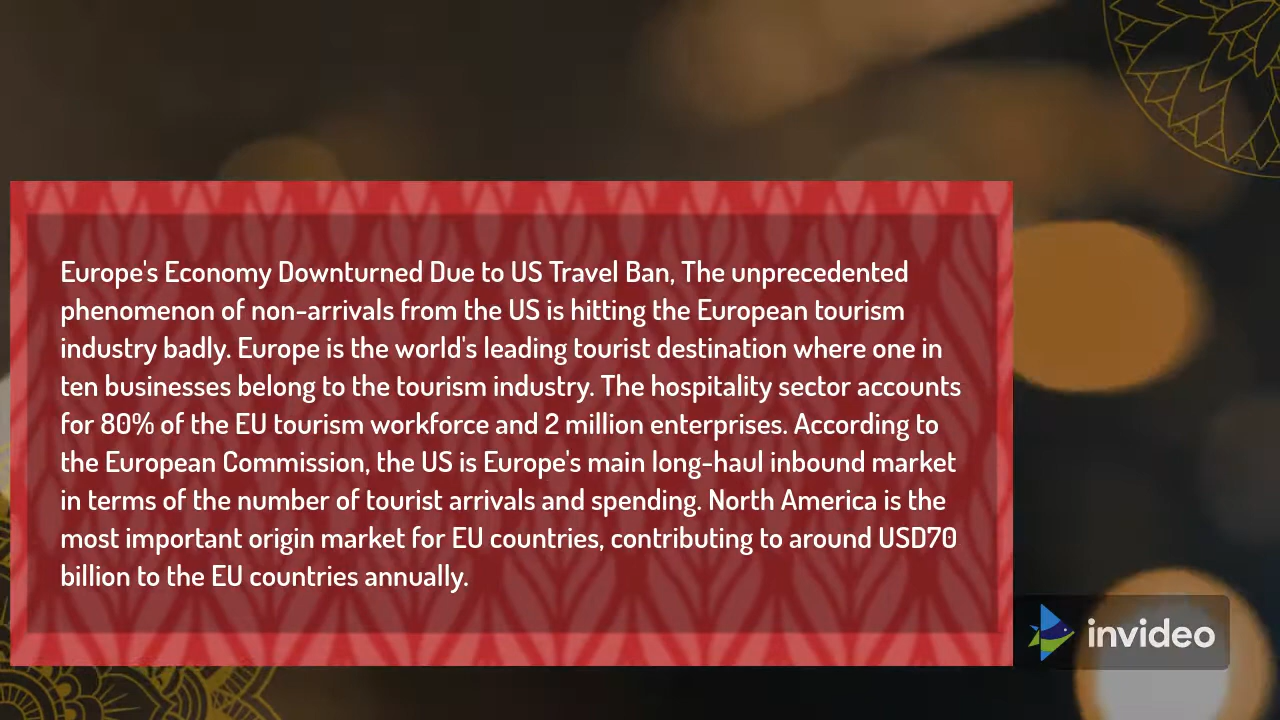 Europe's Economy Downturned Due to US Travel Ban, The unprecedented
phenomenon of non-arrivals from the US is hitting the European tourism
industry badly. Europe is the world's leading tourist destination where one in
ten businesses belong to the tourism industry. The hospitality sector accounts
for 80% of the EU tourism workforce and 2 million enterprises. According to
the European Commission, the US is Europe's main long-haul inbound market
in terms of the number of tourist arrivals and spending. North America is the
most important origin market for EU countries, contributing to around USD70
billion to the EU countries annually.
invideo